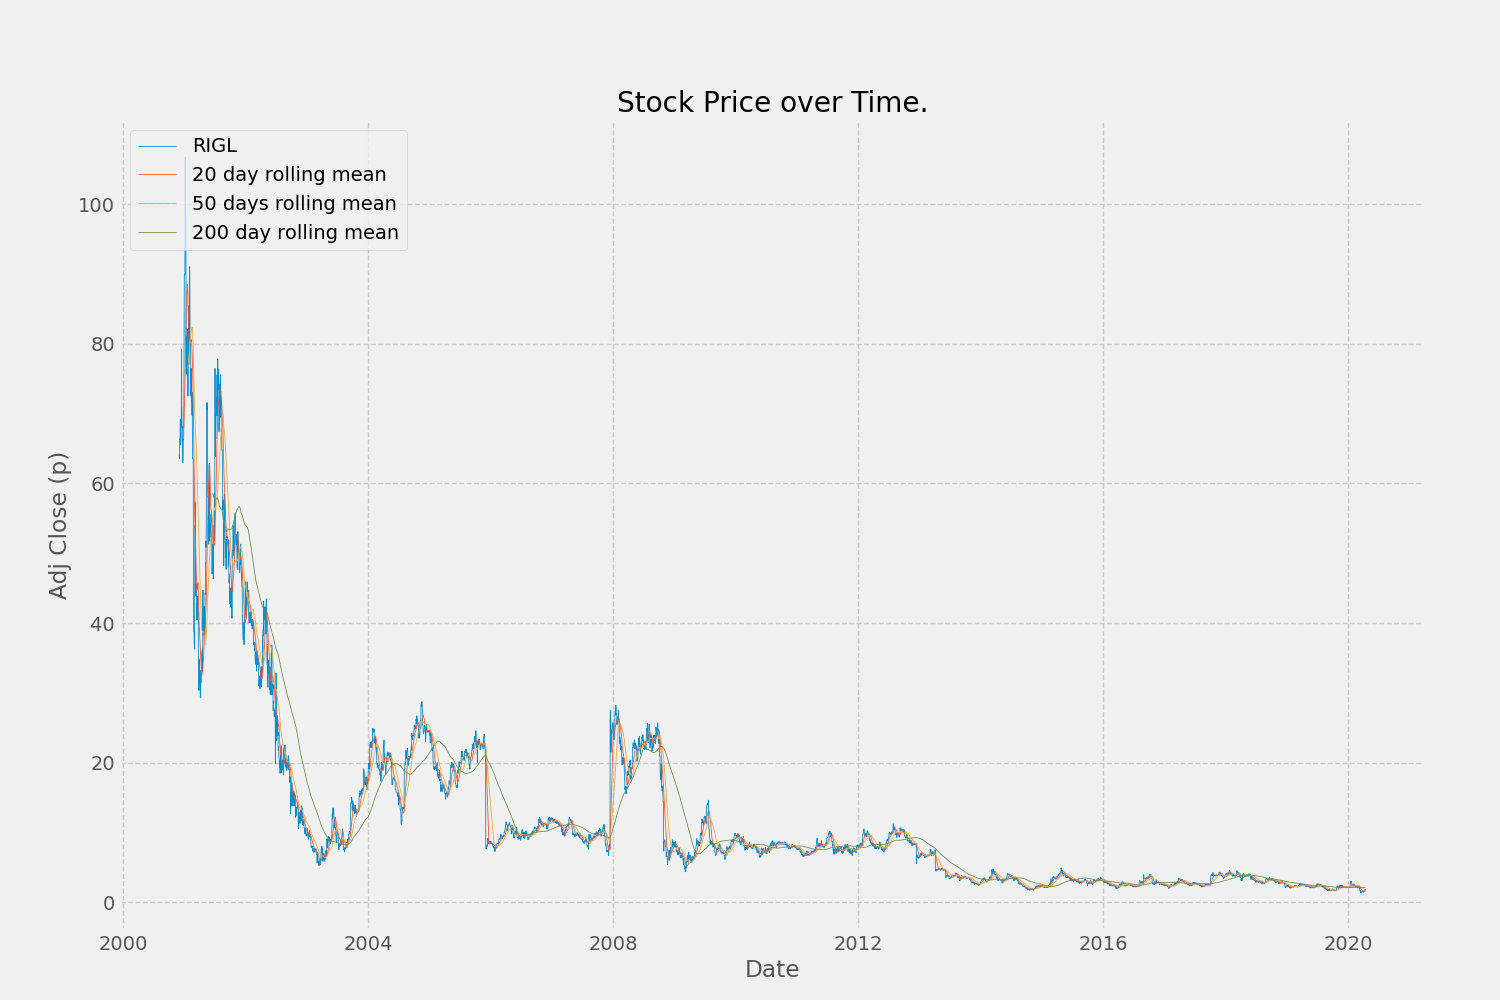 Stock Price over Time.
RIGL
20 day rolling mean
50 days rolling mean
200 day rolling mean
100
80
60
40
20
0
Adj Close (p)
2000 2004 2008 2012 2016 2020
Date